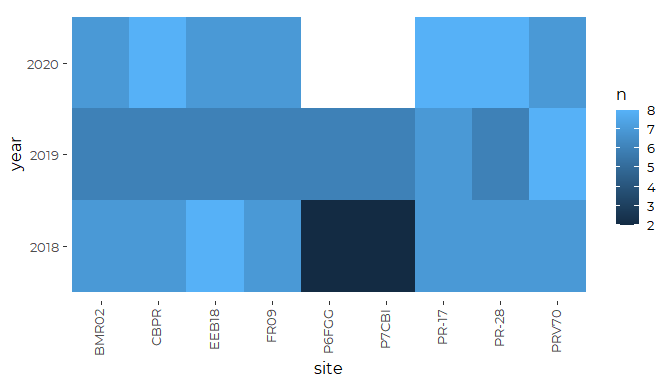 2020
2019
2018
year
BMR02
CBPR
EEB18
FR09
P6FGG
P7CBI
PR-17
PR-28
PRV70
site
n
8
7
6
5
4
3
2